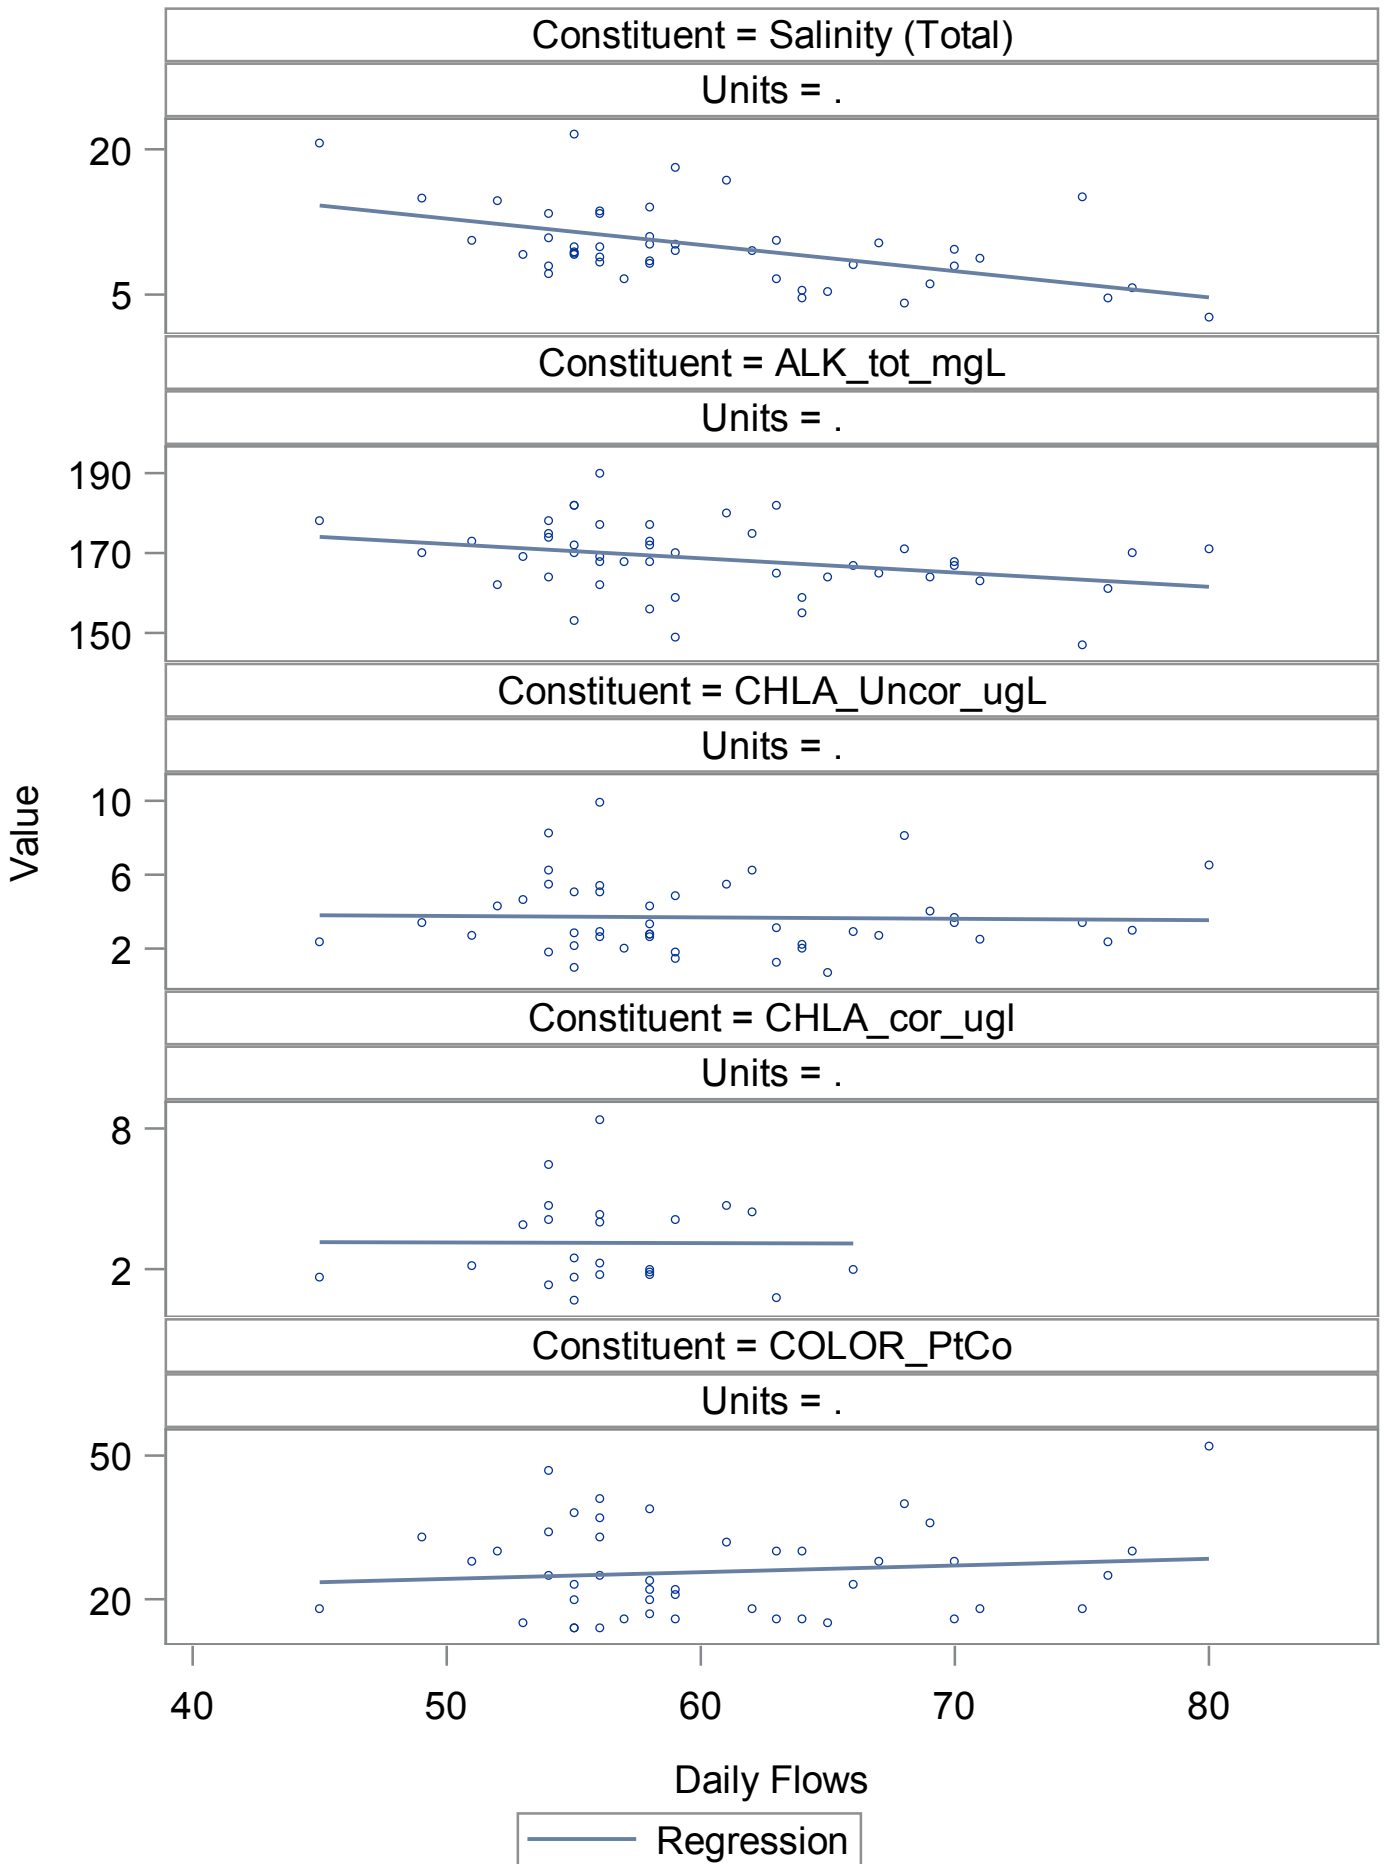 Constituent = Salinity (Total)
Units = .
20
5
Constituent = ALK_tot_mgL
Units = .
190
170
150
Constituent = CHLA_Uncor_ugL
Units = .
10
6
2
Value
Constituent = CHLA_cor_ugl
Units = .
8
2
Constituent = COLOR_PtCo
Units = .
50
20
40 50 60 70 80
Daily Flows
Regression